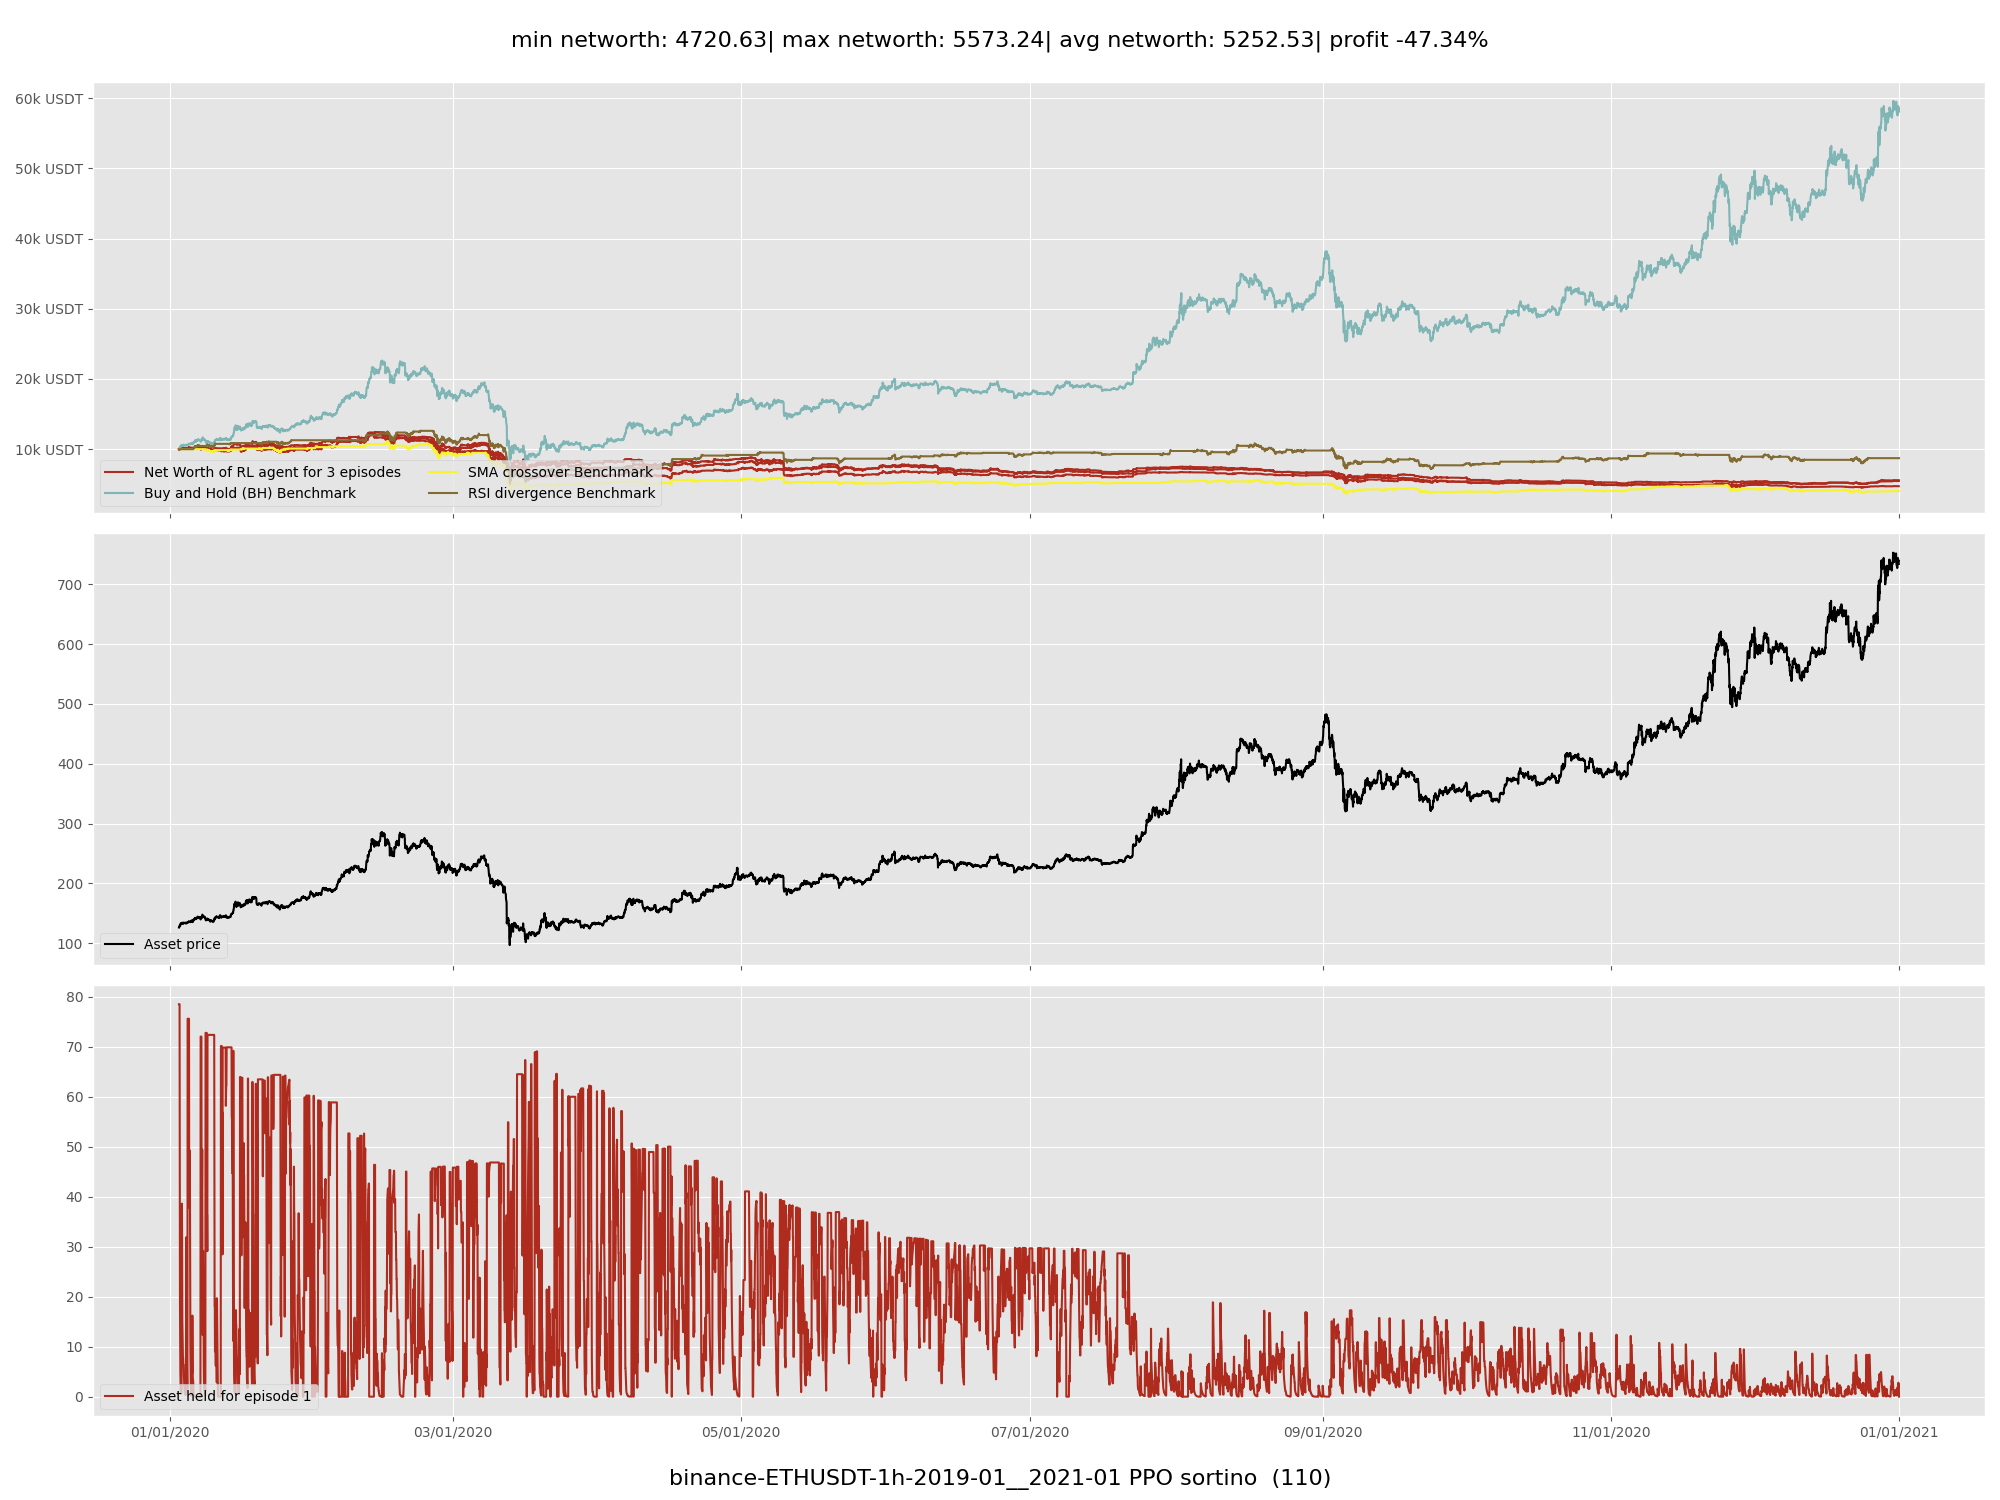 min networth: 4720.63| max networth: 5573.24| avg networth: 5252.53| profit -47.34%
60k USDT
50k USDT
40k USDT
30k USDT
20k USDT
10k USDT
Net Worth of RL agent for 3 episodes
Buy and Hold (BH) Benchmark
SMA crossover Benchmark
RSI divergence Benchmark
700
600
500
400
300
200
100
Asset price
80
70
60
50
40
30
20
10
0
Asset held for episode 1
01/01/2020 03/01/2020 05/01/2020 07/01/2020 09/01/2020 11/01/2020 01/01/2021
binance-ETHUSDT-1h-2019-01__2021-01 PPO sortino (110)